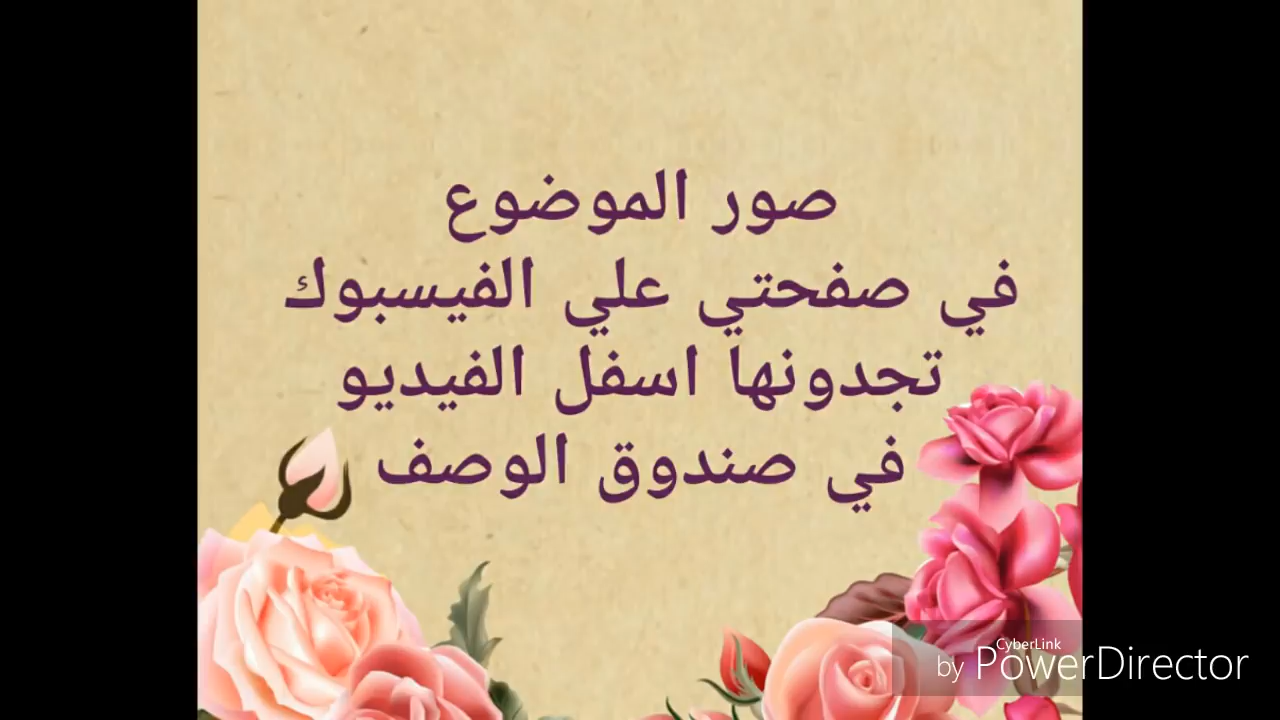 صور الموضوع
في صفحتي علي الفيسبوك
تجدونها اسفل الفيديو
في صندوق الوصف
CyberLink
by PowerDirector